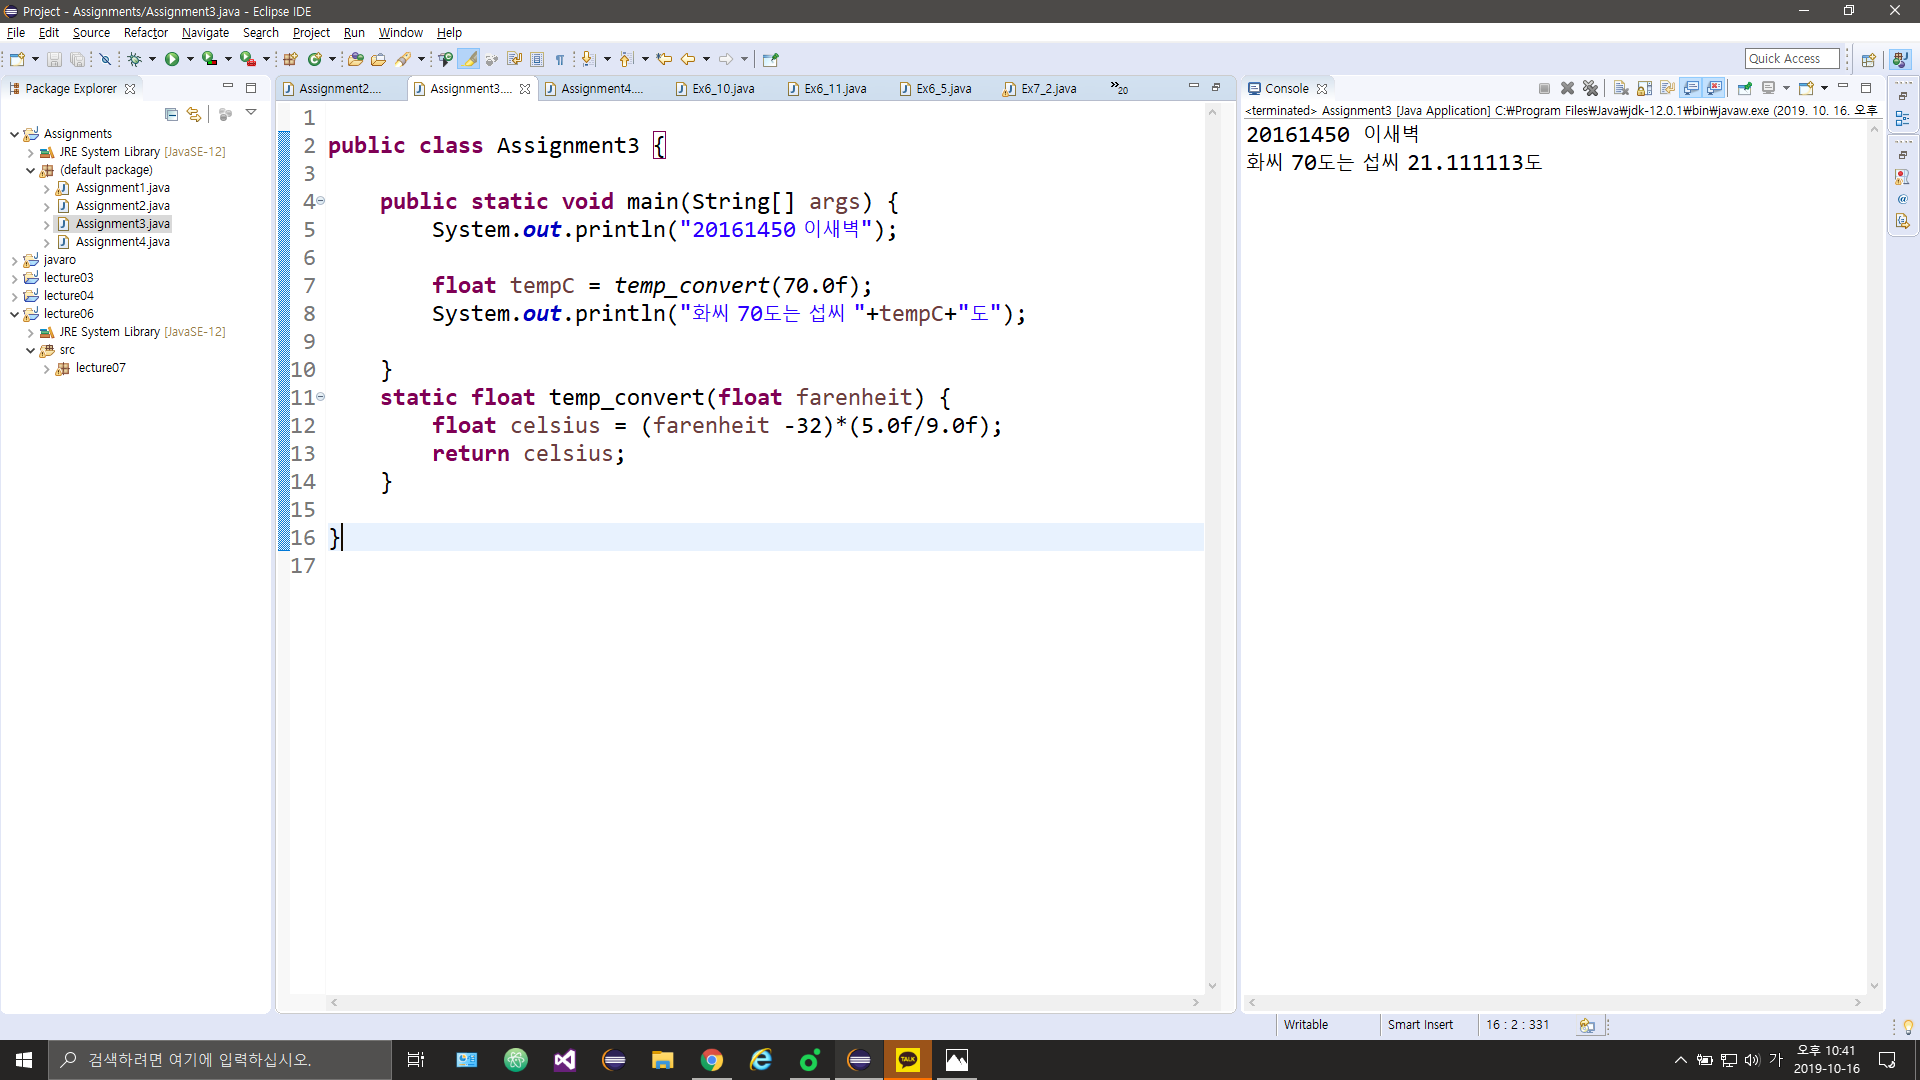 Project - Assignments/Assignment3.java - Eclipse IDE
File Edit Source Refactor Navigate Search Project Run Window Help
Quick Access
Package Explorer
Assignments
JRE System Library [JavaSE-12]
(default package)
Assignment1.java
Assignment2.java
Assignment3.java
Assignment4.java
javaro
lecture03
lecture04
lecture06
JRE System Library [JavaSE-12]
src
lecture07
Assignment2.... Assignment3.... Assignment4.... Ex6_10.java Ex6_11.java Ex6_5.java Ex7_2.java »20
1
2 public class Assignment3 {
3
4 public static void main(String[] args) {
5 System.out.println("20161450 이새벽");
6
7 float tempC = temp_convert(70.0f);
8 System.out.println("화씨 70도는 섭씨 "+tempC+"도");
9
10 }
11 static float temp_convert(float farenheit) {
12 float celsius = (farenheit -32)*(5.0f/9.0f);
13 return celsius;
14 }
15
16 }
17
Console
<terminated> Assignment3 [Java Application] C:₩Program Files₩Java₩jdk-12.0.1₩bin₩javaw.exe (2019. 10. 16. 오후
20161450 이새벽
화씨 70도는 섭씨 21.111113도
Writable Smart Insert 16 : 2 : 331
검색하려면 여기에 입력하십시오.
TALK
가
오후 10:41
2019-10-16